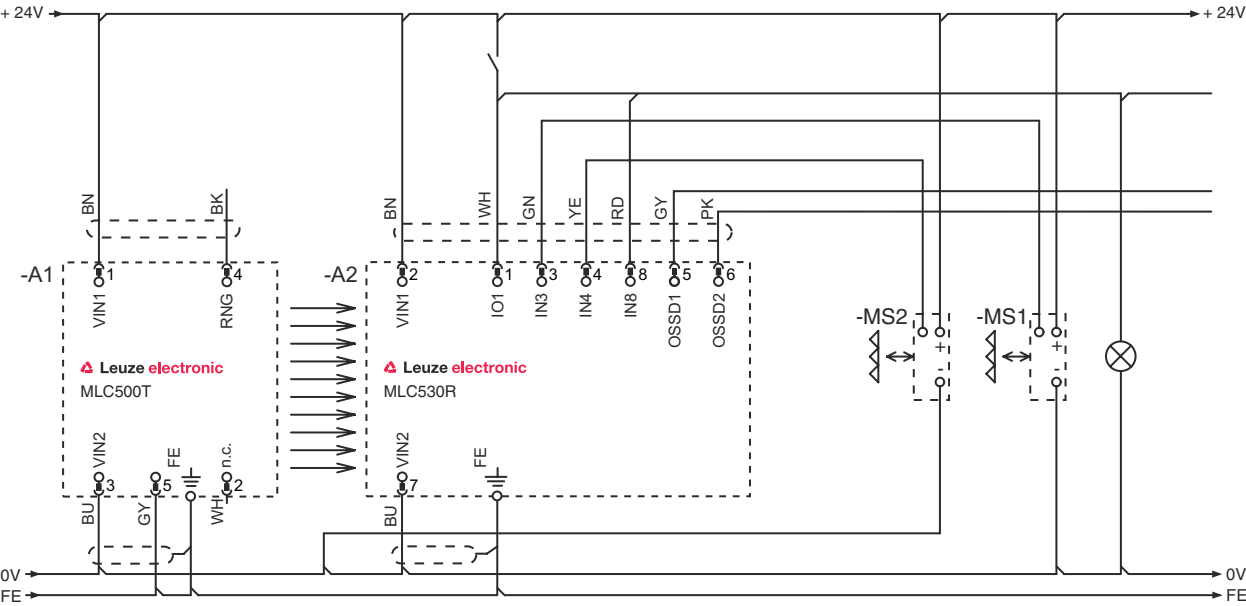 + 24V
+ 24V
BN
BK
BN
WH
GN
YE
RD
GY
PK
-A1
1
4
-A2
2
1
3
4
8
5
6
VIN1
RNG
VIN1
IO1
IN3
IN4
IN8
OSSD1
OSSD2
-MS2
-MS1
+
+
-
-
Leuze electronic
MLC500T
Leuze electronic
MLC530R
VIN2
FE
n.c.
VIN2
FE
3
5
2
7
BU
GY
WH
BU
0V
0V
FE
FE